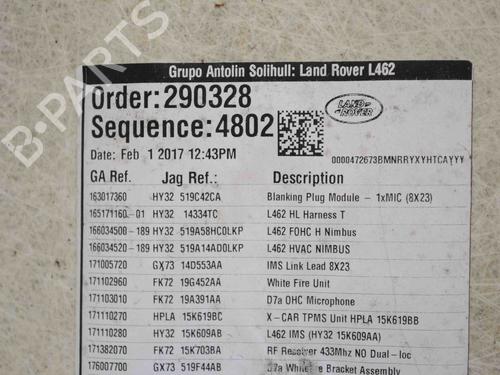 B-PARTS
Grupo Antolin Solihull: Land Rover L462
Order:290328
Sequence:4802
LAND ROVER
Date: Feb 1 2017 12:43PM
0000472673BMNRRYXYHTCAYYY
GA Ref. Jag Ref.: Description
163017360 HY32 519C42CA Blanking Plug Module - 1xMIC (8X23)
165171160.-01 HY32 14334TC L462 HL Harness T
166034508-189 HY32 519A58HC0LKP L462 FOHC H Nimbus
166034520-189 HY32 519A14AD0LKP L462 HVAC NIMBUS
171005720 GX73 14D553AA IMS Link Lead 8X23
171102960 FK72 19G452AA White Fire Unit
171103010 FK72 19A391AA D7a OHC Microphone
171110270 HPLA 15K619BC X-CAR TPMS Unit HPLA 15K619BB
171110280 HY32 15K609AB L462 IMS (HY32 15K609AA)
171382070 FK72 15K703BA RF Receiver 433Mhz NO Dual-loc
176007700 GX73 519F44AB D7a White Bracket Assembly